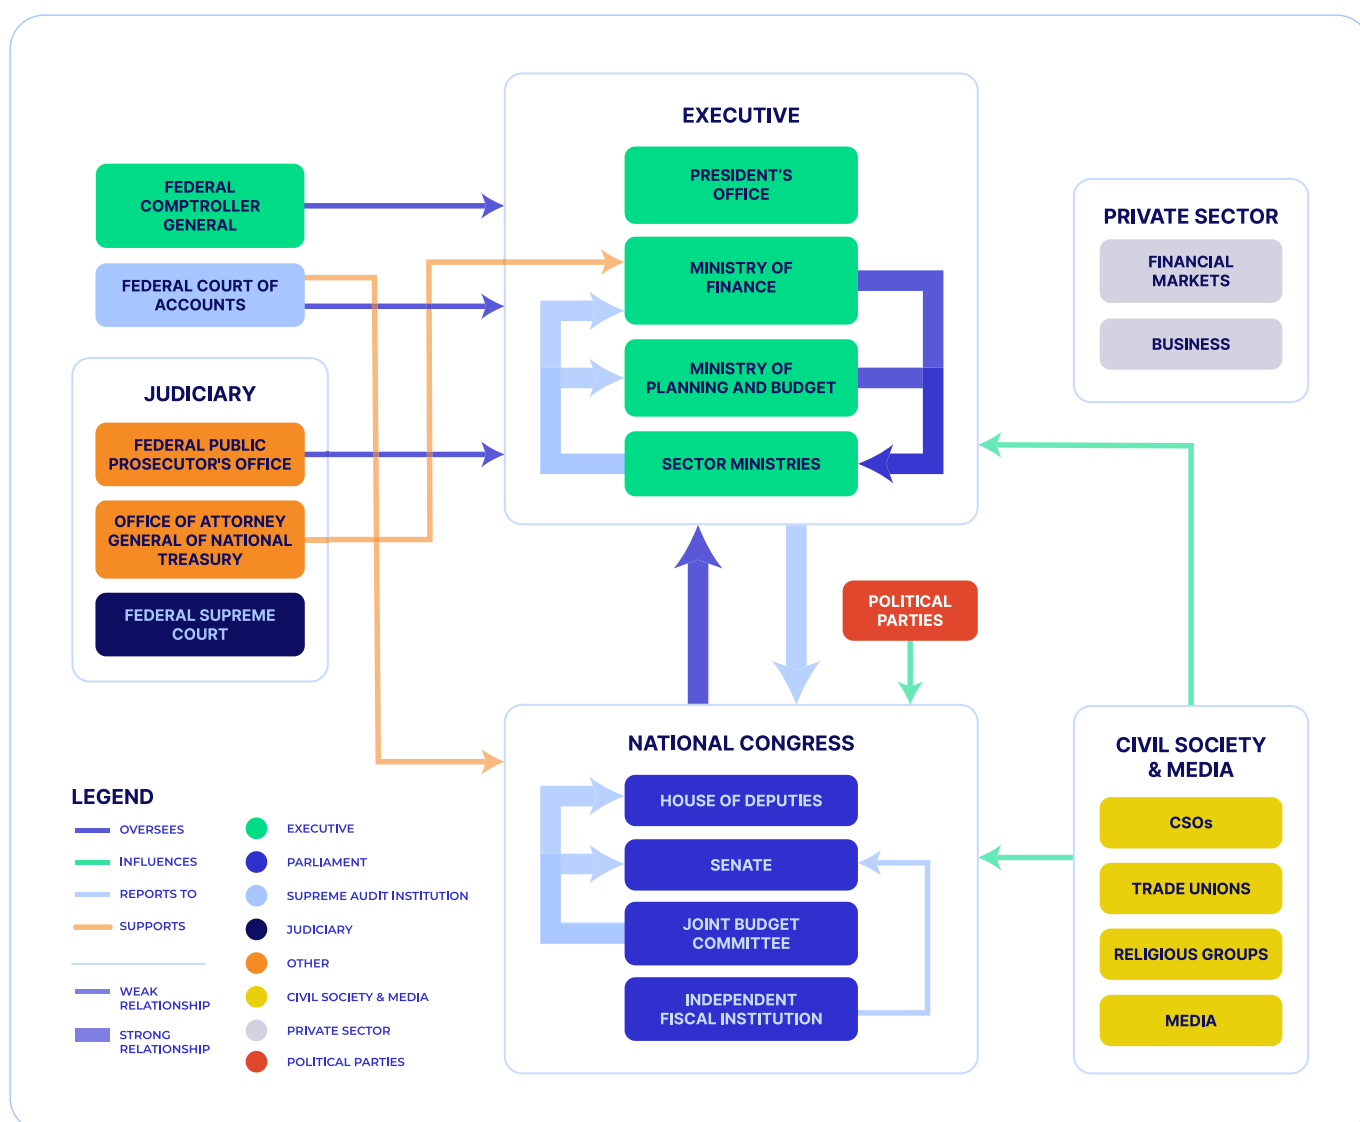 EXECUTIVE
PRESIDENT'S
OFFICE
MINISTRY OF
FINANCE
MINISTRY OF
PLANNING AND BUDGET
SECTOR MINISTRIES
FEDERAL
COMPTROLLER
GENERAL
FEDERAL COURT OF
ACCOUNTS
JUDICIARY
FEDERAL PUBLIC
PROSECUTOR'S OFFICE
OFFICE OF ATTORNEY
GENERAL OF NATIONAL
TREASURY
FEDERAL SUPREME
COURT
PRIVATE SECTOR
FINANCIAL
MARKETS
BUSINESS
POLITICAL
PARTIES
NATIONAL CONGRESS
HOUSE OF DEPUTIES
SENATE
JOINT BUDGET
COMMITTEE
INDEPENDENT
FISCAL INSTITUTION
CIVIL SOCIETY
& MEDIA
CSOs
TRADE UNIONS
RELIGIOUS GROUPS
MEDIA
LEGEND
OVERSEES
INFLUENCES
REPORTS TO
SUPPORTS
WEAK
RELATIONSHIP
STRONG
RELATIONSHIP
EXECUTIVE
PARLIAMENT
SUPREME AUDIT INSTITUTION
JUDICIARY
OTHER
CIVIL SOCIETY & MEDIA
PRIVATE SECTOR
POLITICAL PARTIES